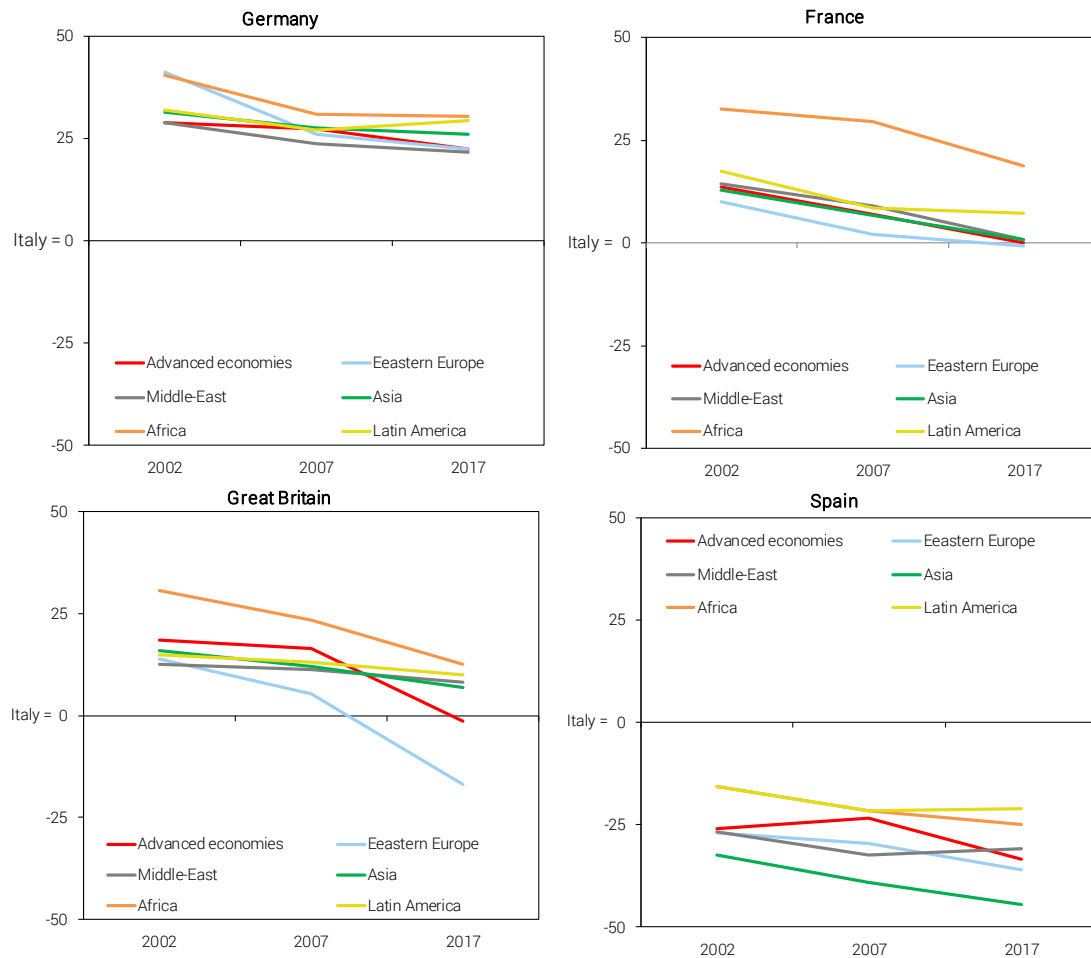 Germany
50
25
Italy = 0
-25
-50
Advanced economies
Eeastern Europe
Middle-East
Asia
Africa
Latin America
2002 2007 2017
France
50
25
Italy = 0
-25
-50
Advanced economies
Eeastern Europe
Middle-East
Asia
Africa
Latin America
2002 2007 2017
Great Britain
50
25
Italy = 0
-25
-50
Advanced economies
Eeastern Europe
Middle-East
Asia
Africa
Latin America
2002 2007 2017
Spain
50
25
Italy = 0
-25
-50
Advanced economies
Eeastern Europe
Middle-East
Asia
Africa
Latin America
2002 2007 2017